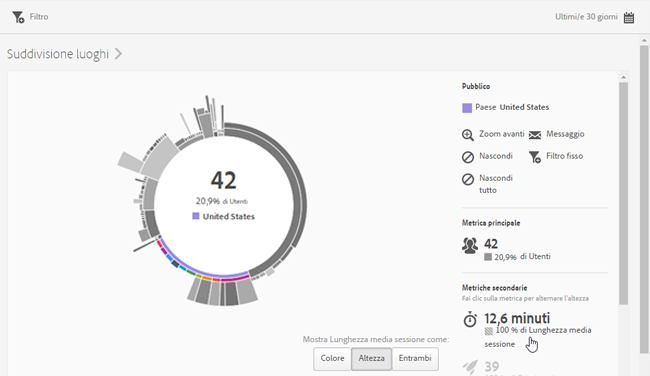 Filtro
Ultimi/e 30 giorni
Suddivisione luoghi
42
20,9% di Utenti
United States
Mostra Lunghezza media sessione come:
Colore
Altezza
Entrambi
Pubblico
Paese United States
Zoom avanti
Messaggio
Nascondi
Filtro fisso
Nascondi
tutto
Metrica principale
42
20,9% di Utenti
Metriche secondarie
Fai clic sulla metrica per alternare l'altezza
12,6 minuti
100 % di Lunghezza media
sessione
39